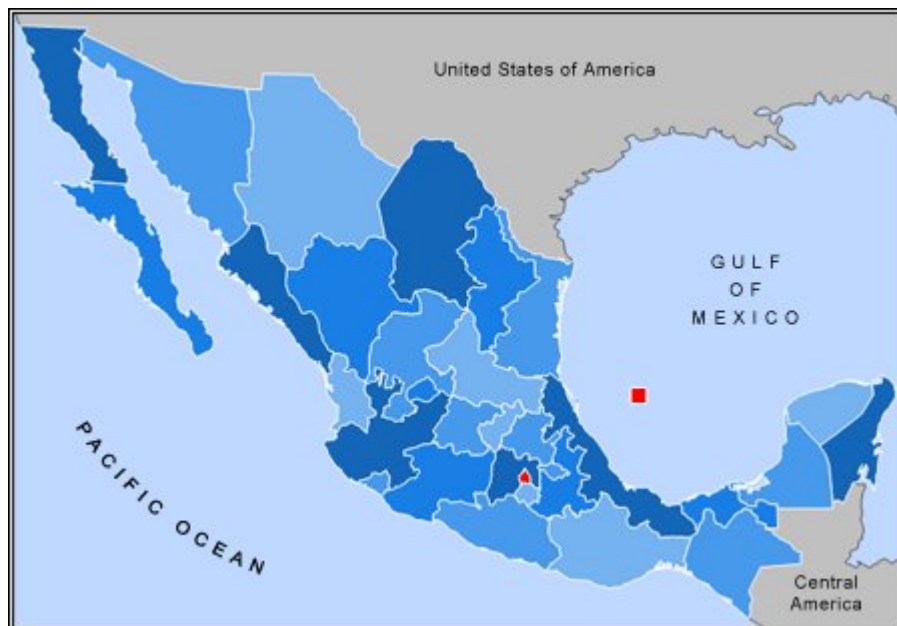 United States of America
GULF
OF
MEXICO
PACIFIC OCEAN
Central
America